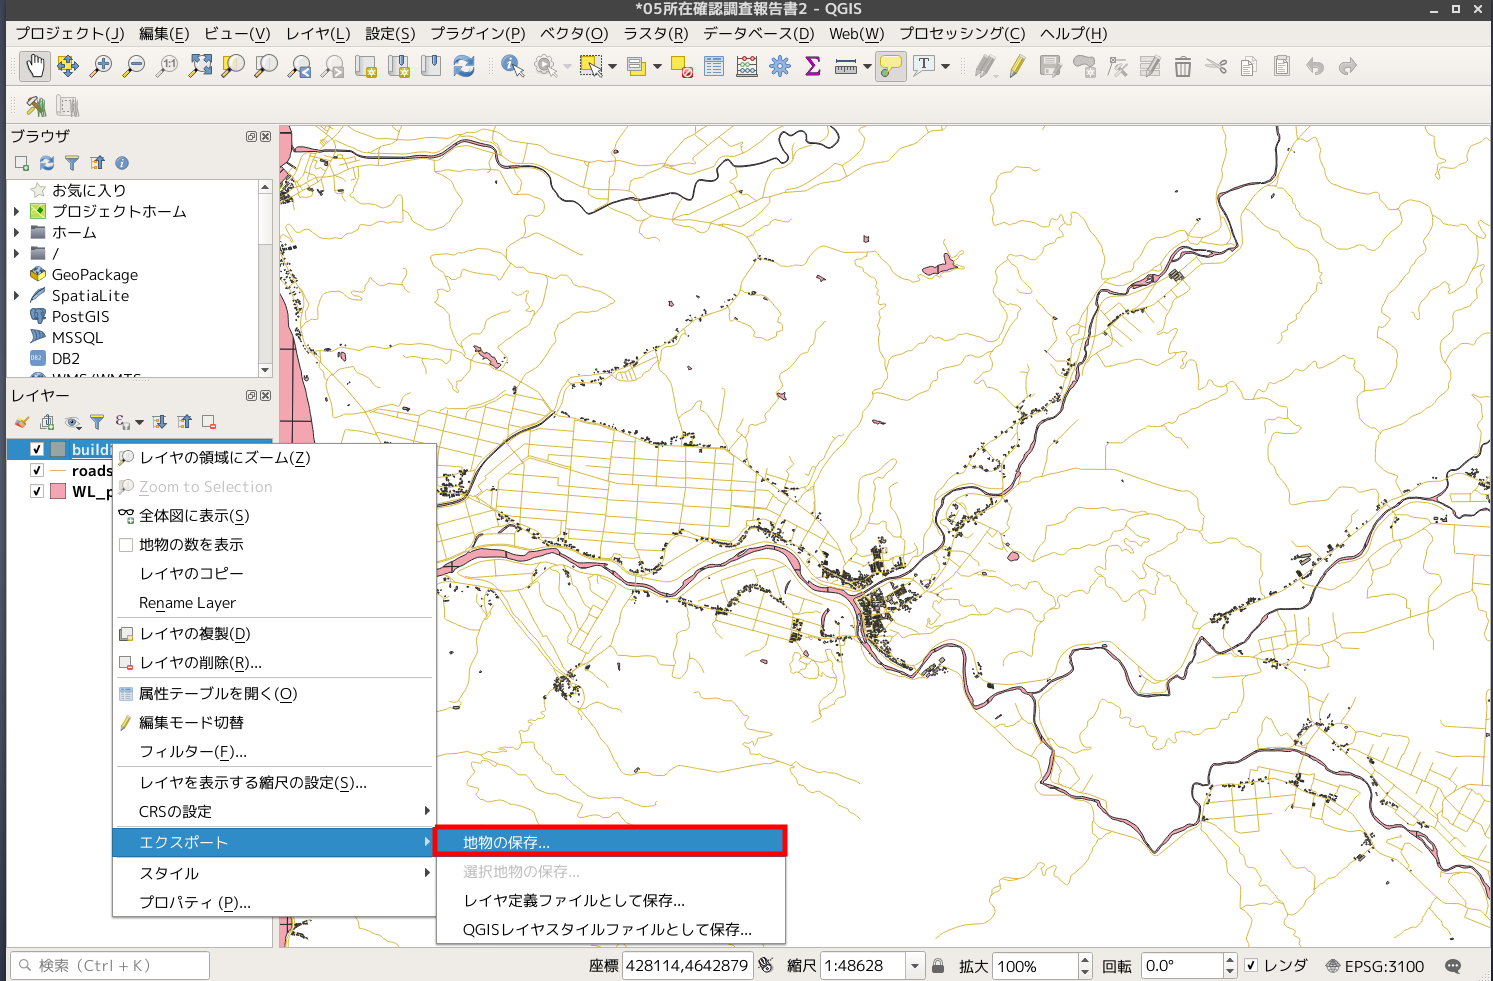 *05所在確認調査報告書2 - QGIS
プロジェクト(J) 編集(E) ビュー(V) レイヤ(L) 設定(S) プラグイン(P) ベクタ(O) ラスタ(R) データベース(D) Web(W) プロセッシング(C) ヘルプ(H)
ブラウザ
お気に入り
プロジェクトホーム
ホーム
/
GeoPackage
SpatiaLite
PostGIS
MSSQL
DB2
WMS/WMTS
レイヤー
buildi
roads
WL_p
レイヤの領域にズーム(Z)
Zoom to Selection
全体図に表示(S)
地物の数を表示
レイヤのコピー
Rename Layer
レイヤの複製(D)
レイヤの削除(R)...
属性テーブルを開く(O)
編集モード切替
フィルター(F)...
レイヤを表示する縮尺の設定(S)...
CRSの設定
エクスポート
スタイル
プロパティ(P)...
地物の保存...
選択地物の保存...
レイヤ定義ファイルとして保存...
QGISレイヤスタイルファイルとして保存...
検索 (Ctrl + K) 座標 428114,4642879 縮尺 1:48628 拡大 100% 回転 0.0° レンダ EPSG:3100